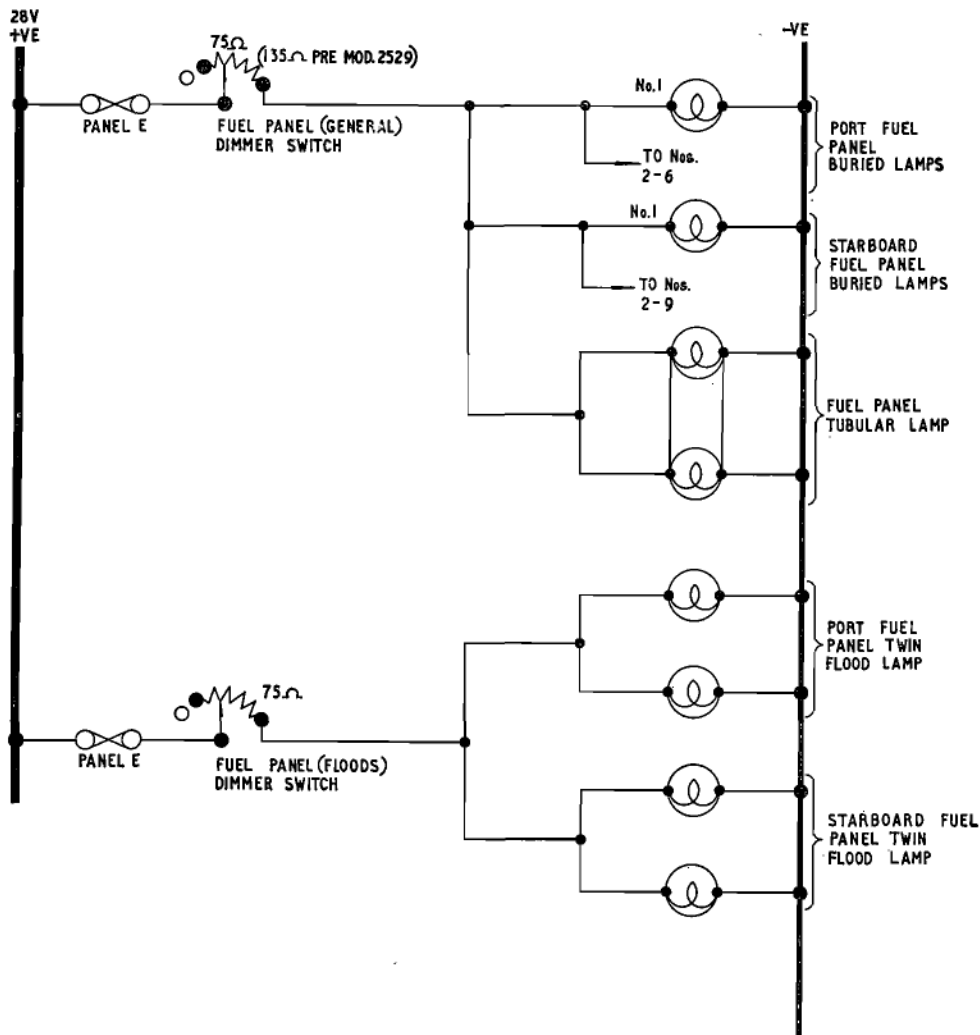 28V
+VE
-VE
75Ω (135Ω PRE MOD. 2529)
PANEL E
FUEL PANEL (GENERAL)
DIMMER SWITCH
No.1
TO Nos.
2-6
PORT FUEL
PANEL
BURIED LAMPS
No.1
TO Nos.
2-9
STARBOARD
FUEL PANEL
BURIED LAMPS
FUEL PANEL
TUBULAR LAMP
PORT FUEL
PANEL TWIN
FLOOD LAMP
75Ω.
PANEL E
FUEL PANEL (FLOODS)
DIMMER SWITCH
STARBOARD FUEL
PANEL TWIN
FLOOD LAMP